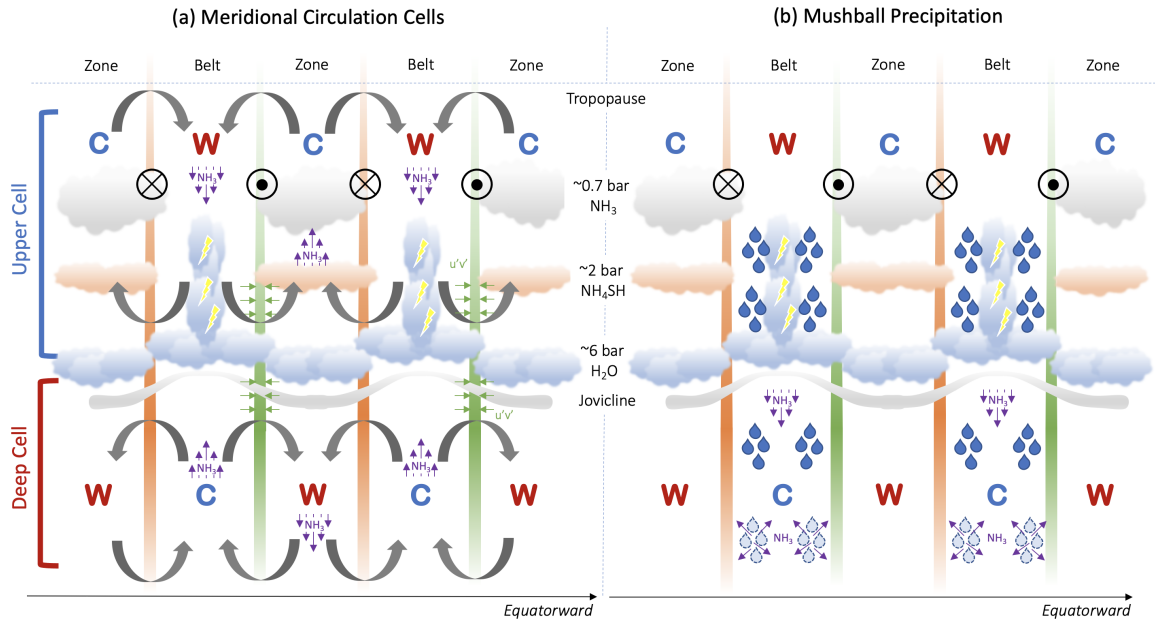 (a) Meridional Circulation Cells
(b) Mushball Precipitation
Zone Belt Zone Belt Zone
Zone Belt Zone Belt Zone
Tropopause
C W C W C
C W C W C
NH₃ NH₃
~0.7 bar
NH₃
Upper Cell
NH₃
u'v'
~2 bar
NH₄SH
~6 bar
H₂O
Jovicline
NH₃ NH₃
u'v'
Deep Cell
NH₃ NH₃
W C W C W
W C W C W
NH₃
NH₃ NH₃
Equatorward
Equatorward